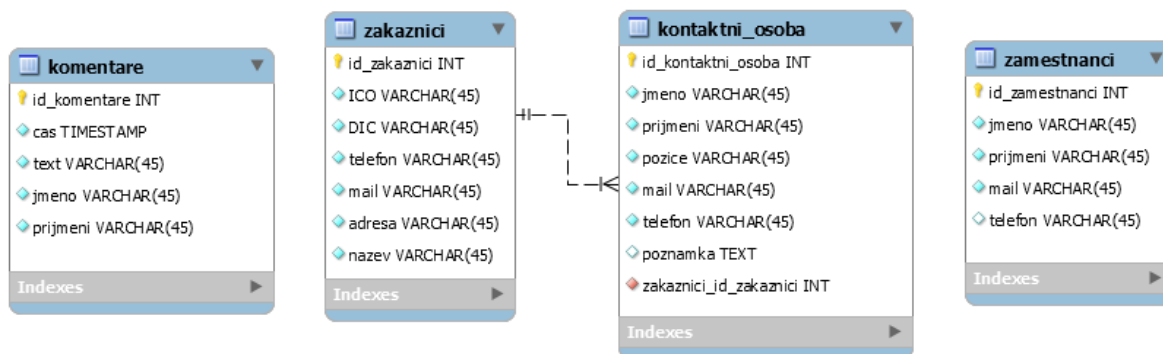 komentare
id_komentare INT
cas TIMESTAMP
text VARCHAR(45)
jmeno VARCHAR(45)
prijmeni VARCHAR(45)
Indexes
zakaznici
id_zakaznici INT
ICO VARCHAR(45)
DIC VARCHAR(45)
telefon VARCHAR(45)
mail VARCHAR(45)
adresa VARCHAR(45)
nazev VARCHAR(45)
Indexes
kontaktni_osoba
id_kontaktni_osoba INT
jmeno VARCHAR(45)
prijmeni VARCHAR(45)
pozice VARCHAR(45)
mail VARCHAR(45)
telefon VARCHAR(45)
poznamka TEXT
zakaznici_id_zakaznici INT
Indexes
zamestnanci
id_zamestnanci INT
jmeno VARCHAR(45)
prijmeni VARCHAR(45)
mail VARCHAR(45)
telefon VARCHAR(45)
Indexes